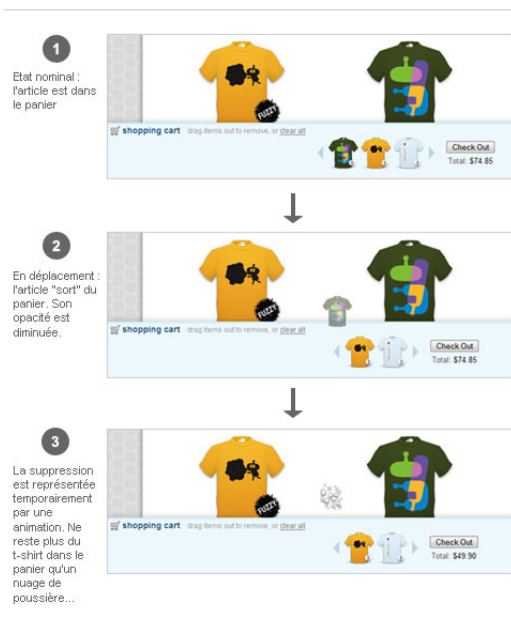 1
Etat nominal :
l'article est dans
le panier
FUZZY
shopping cart drag items out to remove, or clear all
Check Out
Total: $74.85
2
En déplacement :
l'article "sort" du
panier. Son
opacité est
diminuée.
FUZZY
shopping cart drag items out to remove, or clear all
Check Out
Total: $74.85
3
La suppression
est représentée
temporairement
par une
animation. Ne
reste plus du
t-shirt dans le
panier qu'un
nuage de
poussière...
FUZZY
shopping cart drag items out to remove, or clear all
Check Out
Total: $49.90